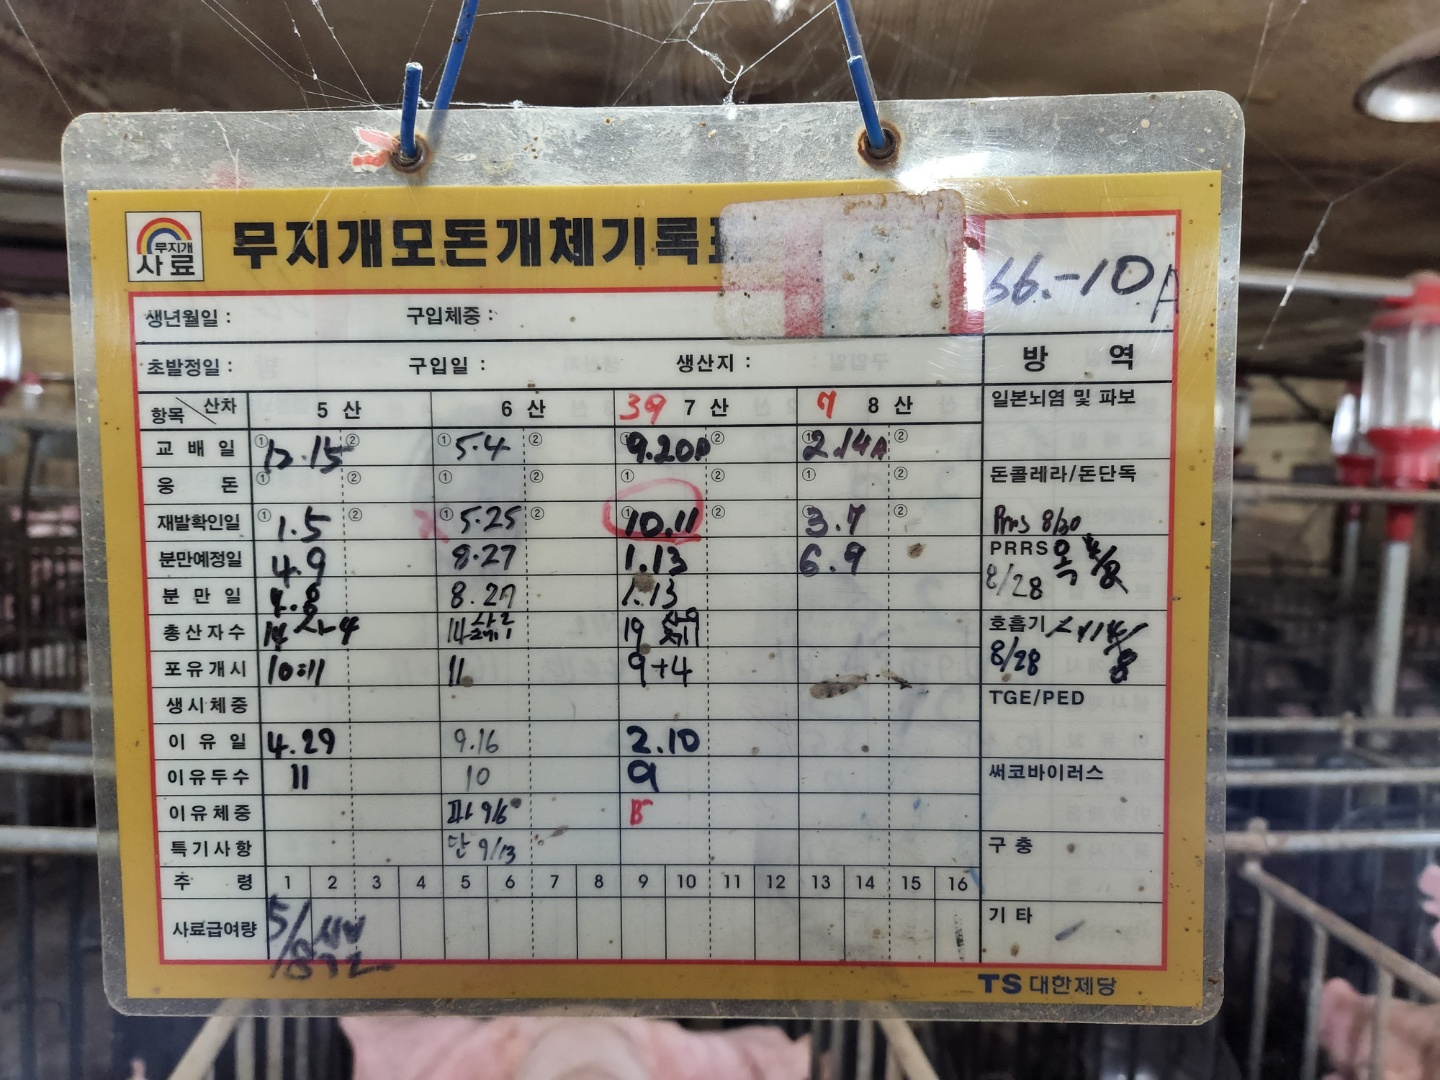 무지개
사료
무지개모돈개체기록표
66.-10A
생년월일 : 구입체중 :
초발정일 : 구입일 : 생산지 : 방 역
항목 산차 5 산 6 산 39 7 산 7 8 산 일본뇌염 및 파보
교 배 일 ① 12.15 ② ① 5.4 ② ① 9.20P ② ① 2.14A ②
웅 돈 ① ② ① ② ① ② ① ② 돈콜레라/돈단독
재발확인일 ① 1.5 ② ① 5.25 ② ① 10.11 ② ① 3.7 ② Prrs 8/30
분만예정일 4.9 8.27 1.13 6.9 PRRS
8/28
분 만 일 4.8 8.27 1.13
총산자수 14 14 19 호흡기
포유개시 10:11 11 9+4 8/28
생시체중 TGE/PED
이 유 일 4.29 9.16 2.10
이유두수 11 10 9 써코바이러스
이유체중 9/6
특기사항 단 9/13 구 충
주 령 1 2 3 4 5 6 7 8 9 10 11 12 13 14 15 16
사료급여량 5/8 기 타
TS 대한제당